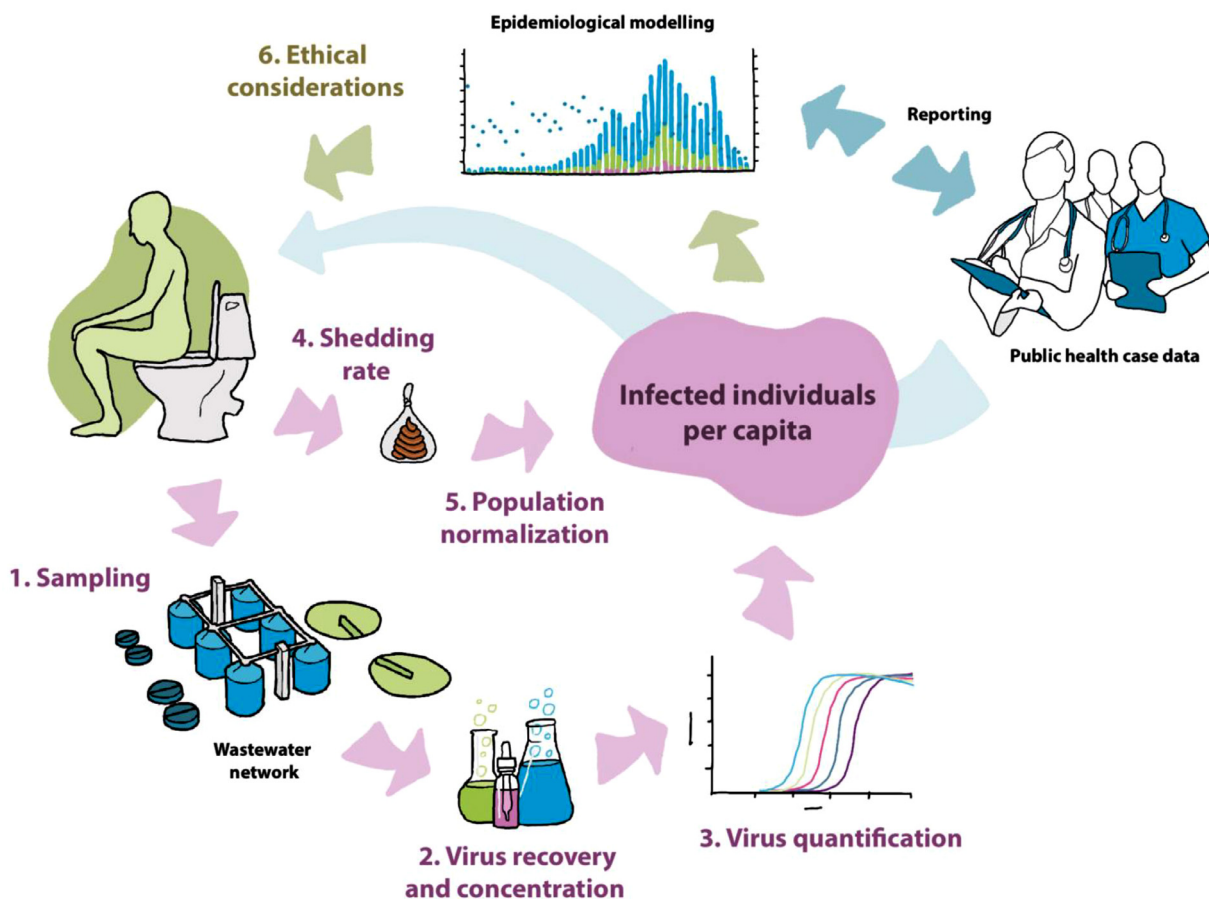 Epidemiological modelling
6. Ethical
considerations
Reporting
Public health case data
4. Shedding
rate
Infected individuals
per capita
5. Population
normalization
1. Sampling
Wastewater
network
2. Virus recovery
and concentration
3. Virus quantification